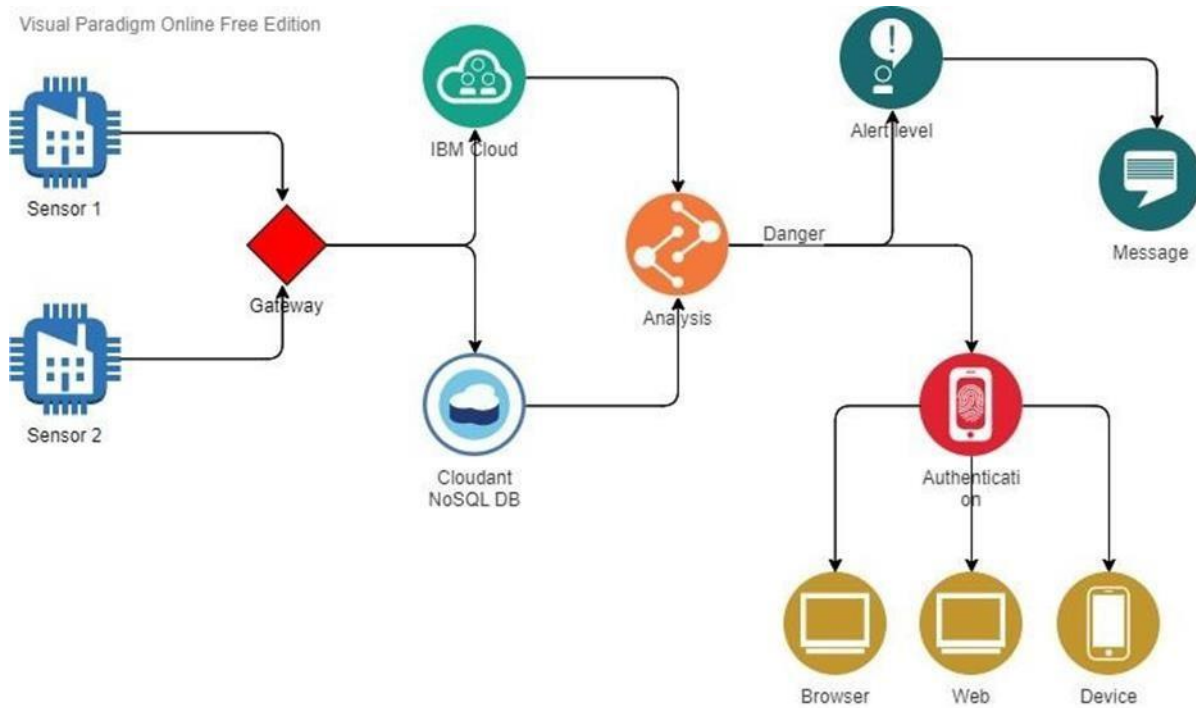 Visual Paradigm Online Free Edition
Sensor 1
Sensor 2
Gateway
IBM Cloud
Cloudant
NoSQL DB
Analysis
Danger
Alert level
Message
Authenticati
on
Browser
Web
Device